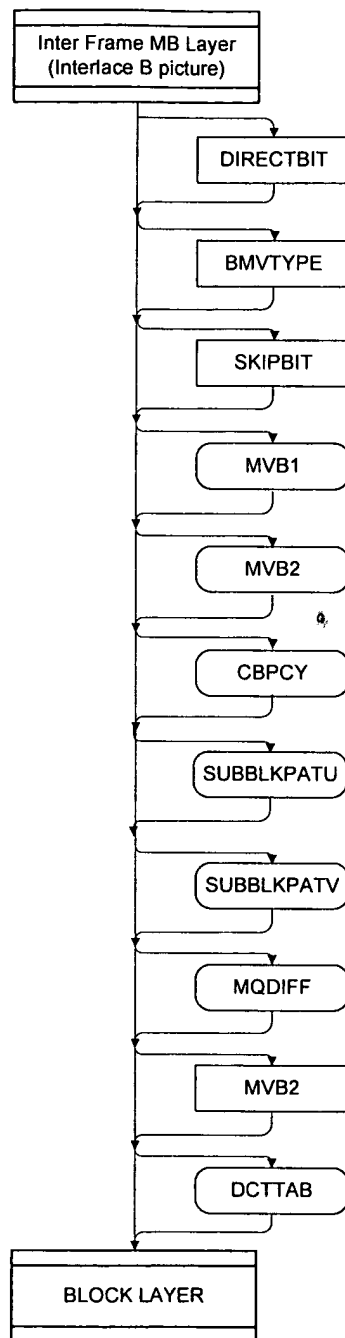 Inter Frame MB Layer
(Interlace B picture)
DIRECTBIT
BMVTYPE
SKIPBIT
MVB1
MVB2
CBPCY
SUBBLKPATU
SUBBLKPATV
MQDIFF
MVB2
DCTTAB
BLOCK LAYER